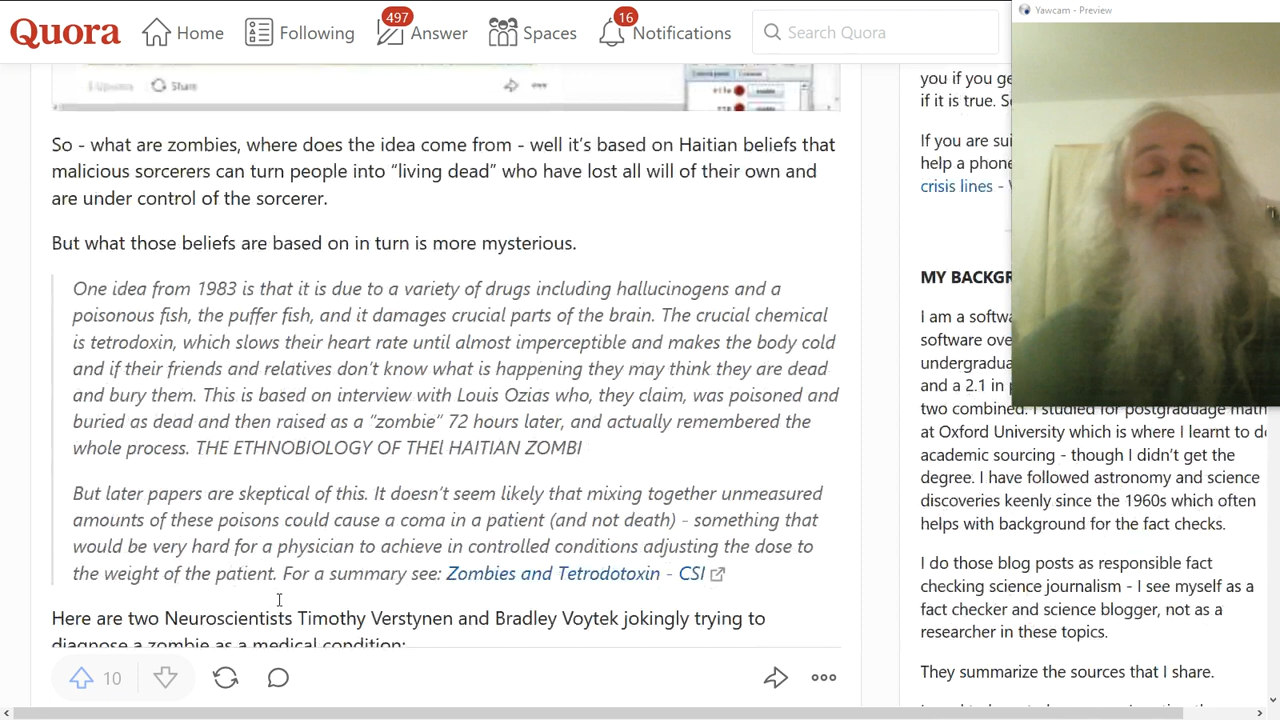 Quora
Home
Following
497
Answer
Spaces
16
Notifications
Search Quora
Yawcam - Preview
Share
So - what are zombies, where does the idea come from - well it's based on Haitian beliefs that
malicious sorcerers can turn people into “living dead” who have lost all will of their own and
are under control of the sorcerer.
But what those beliefs are based on in turn is more mysterious.
One idea from 1983 is that it is due to a variety of drugs including hallucinogens and a
poisonous fish, the puffer fish, and it damages crucial parts of the brain. The crucial chemical
is tetrodoxin, which slows their heart rate until almost imperceptible and makes the body cold
and if their friends and relatives don't know what is happening they may think they are dead
and bury them. This is based on interview with Louis Ozias who, they claim, was poisoned and
buried as dead and then raised as a “zombie” 72 hours later, and actually remembered the
whole process. THE ETHNOBIOLOGY OF THEl HAITIAN ZOMBI
But later papers are skeptical of this. It doesn't seem likely that mixing together unmeasured
amounts of these poisons could cause a coma in a patient (and not death) - something that
would be very hard for a physician to achieve in controlled conditions adjusting the dose to
the weight of the patient. For a summary see: Zombies and Tetrodotoxin - CSI
Here are two Neuroscientists Timothy Verstynen and Bradley Voytek jokingly trying to
diagnose a zombie as a medical condition:
10
you if you ge
if it is true. S
If you are sui
help a phone
crisis lines -
MY BACKGR
I am a softwa
software ove
undergradua
and a 2.1 in
two combined. I studied for postgraduage math
at Oxford University which is where I learnt to d
academic sourcing - though I didn't get the
degree. I have followed astronomy and science
discoveries keenly since the 1960s which often
helps with background for the fact checks.
I do those blog posts as responsible fact
checking science journalism - I see myself as a
fact checker and science blogger, not as a
researcher in these topics.
They summarize the sources that I share.